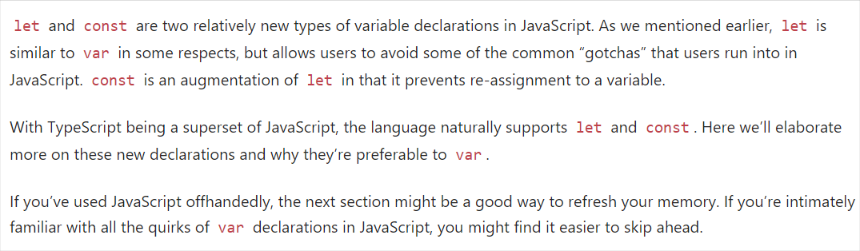 let and const are two relatively new types of variable declarations in JavaScript. As we mentioned earlier, let is
similar to var in some respects, but allows users to avoid some of the common “gotchas” that users run into in
JavaScript. const is an augmentation of let in that it prevents re-assignment to a variable.
With TypeScript being a superset of JavaScript, the language naturally supports let and const. Here we’ll elaborate
more on these new declarations and why they’re preferable to var.
If you’ve used JavaScript offhandedly, the next section might be a good way to refresh your memory. If you’re intimately
familiar with all the quirks of var declarations in JavaScript, you might find it easier to skip ahead.